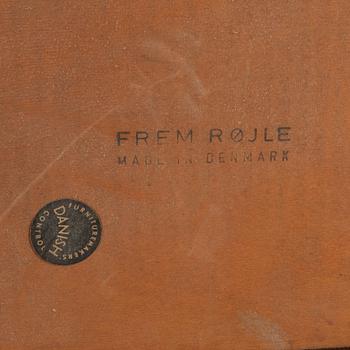 FREM RØJLE
MADE IN DENMARK
FURNITUREMAKERS'
DANISH
CONTROL